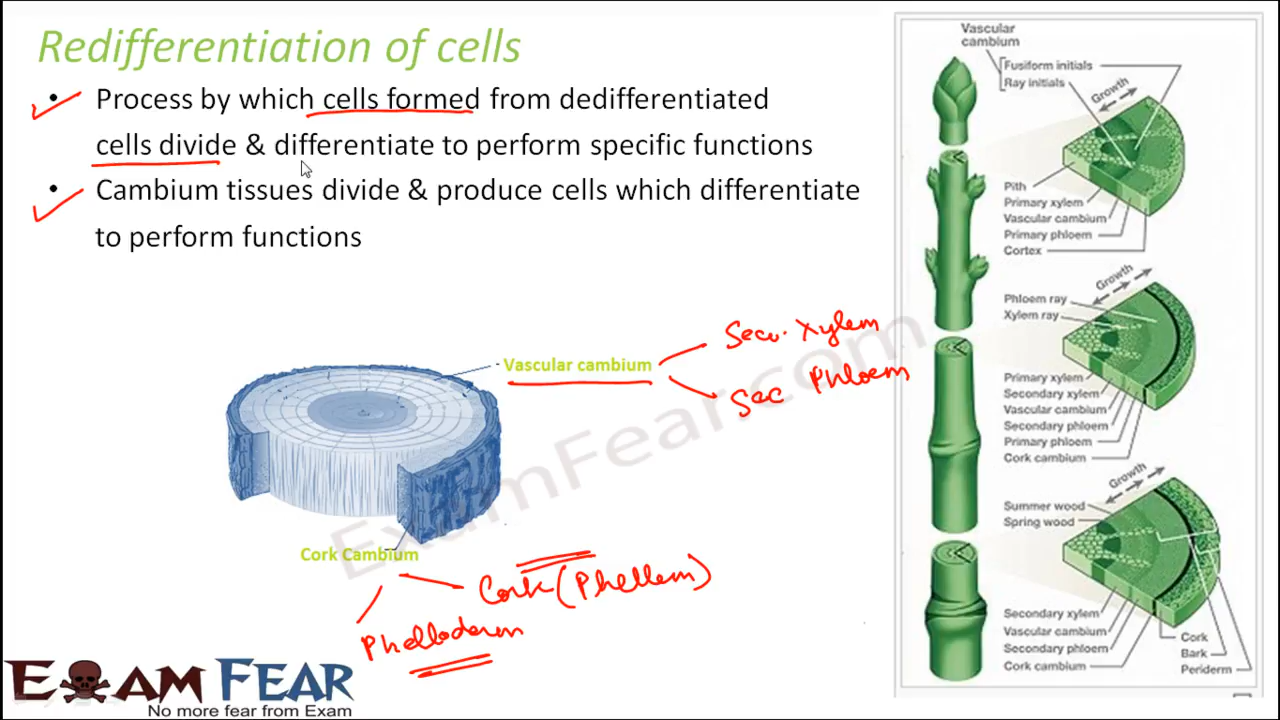 Redifferentiation of cells
• Process by which cells formed from dedifferentiated
cells divide & differentiate to perform specific functions
• Cambium tissues divide & produce cells which differentiate
to perform functions
Vascular cambium
Secu. Xylem
Sec Phloem
Cork Cambium
Cork (Phellem)
Phelloderm
ExamFear.com
EXAM FEAR
No more fear from Exam
Vascular
cambium
Fusiform initials
Ray initials
Growth
Pith
Primary xylem
Vascular cambium
Primary phloem
Cortex
Growth
Phloem ray
Xylem ray
Primary xylem
Secondary xylem
Vascular cambium
Secondary phloem
Primary phloem
Cork cambium
Growth
Summer wood
Spring wood
Secondary xylem
Vascular cambium
Secondary phloem
Cork cambium
Cork
Bark
Periderm